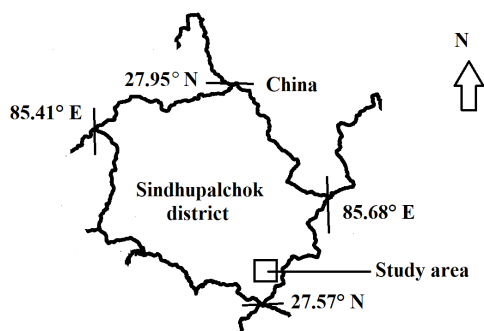 N
27.95° N
China
85.41° E
Sindhupalchok
district
85.68° E
Study area
27.57° N